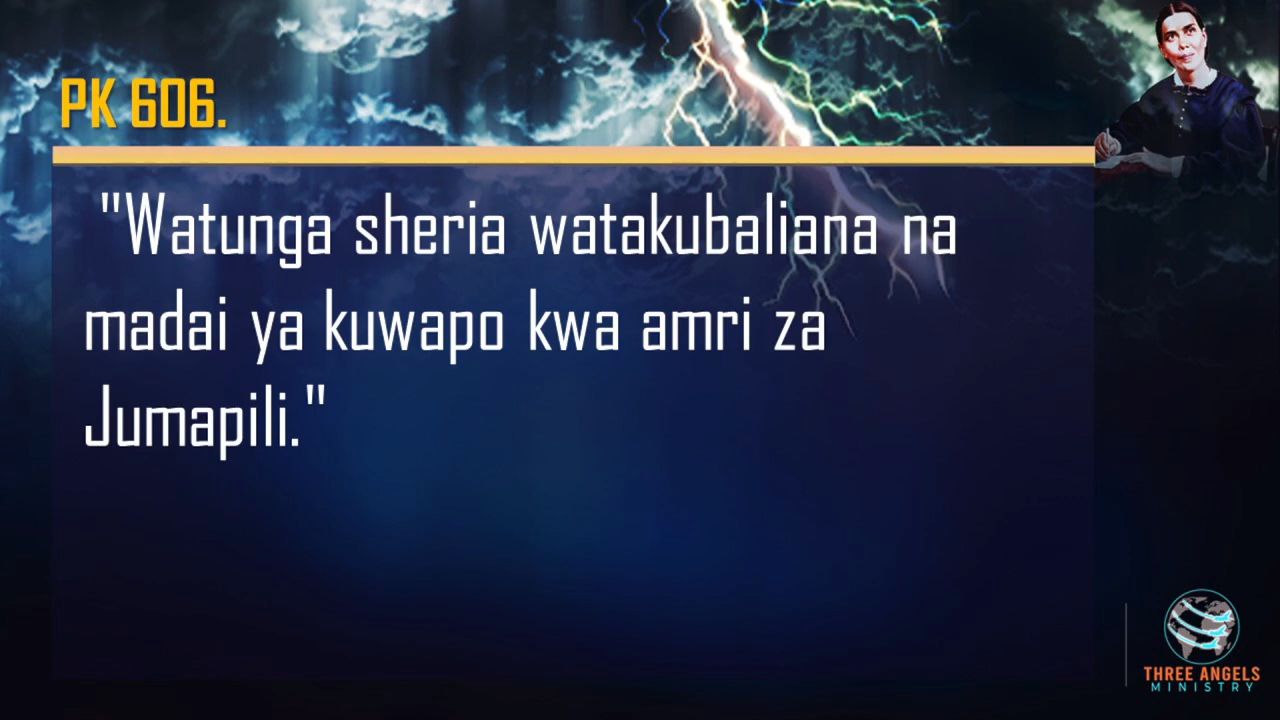 PK 606.
"Watunga sheria watakubaliana na
madai ya kuwapo kwa amri za
Jumapili."
THREE ANGELS
MINISTRY